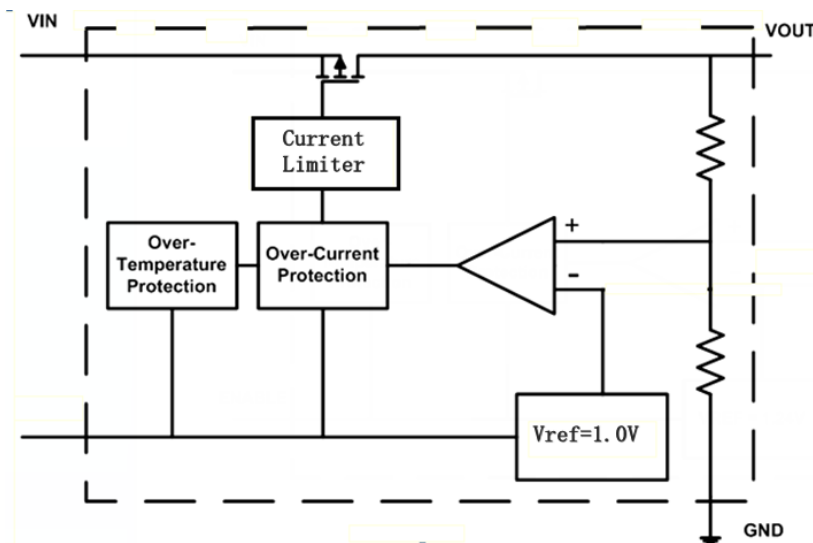 VIN
VOUT
Current
Limiter
Over-
Temperature
Protection
Over-Current
Protection
+
-
Vref=1.0V
GND